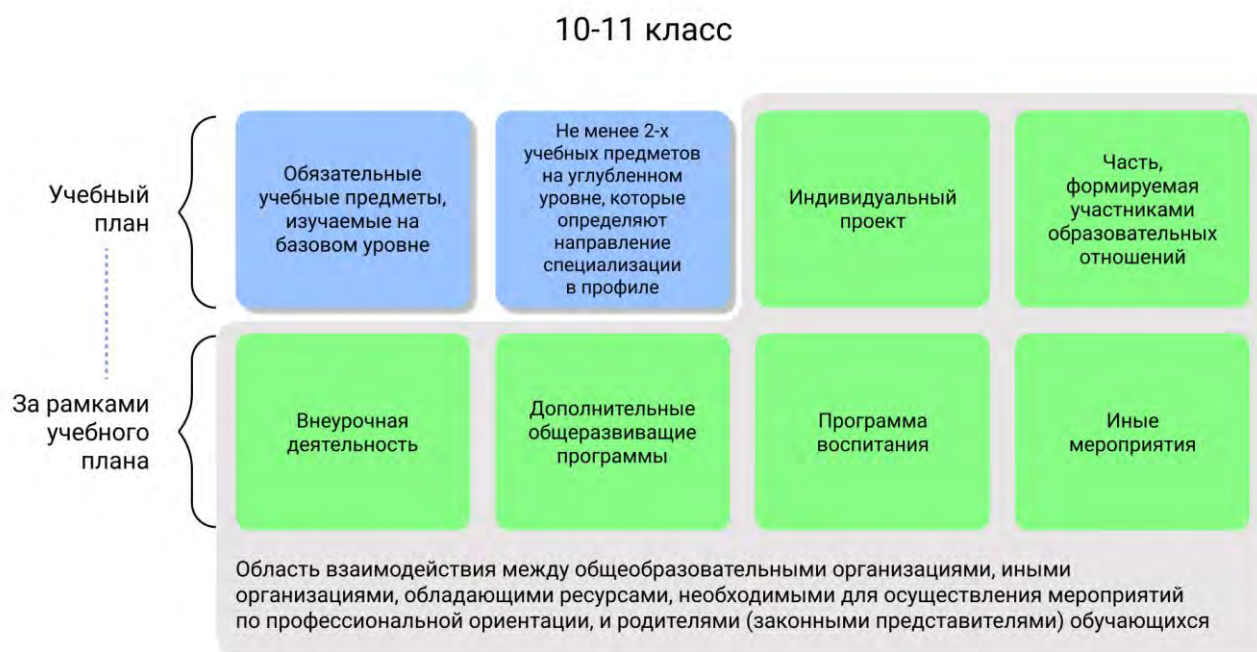 10-11 класс
Учебный
план
Обязательные
учебные предметы,
изучаемые на
базовом уровне
Не менее 2-х
учебных предметов
на углубленном
уровне, которые
определяют
направление
специализации
в профиле
Индивидуальный
проект
Часть,
формируемая
участниками
образовательных
отношений
За рамками
учебного
плана
Внеурочная
деятельность
Дополнительные
общеразвиващие
программы
Программа
воспитания
Иные
мероприятия
Область взаимодействия между общеобразовательными организациями, иными
организациями, обладающими ресурсами, необходимыми для осуществления мероприятий
по профессиональной ориентации, и родителями (законными представителями) обучающихся